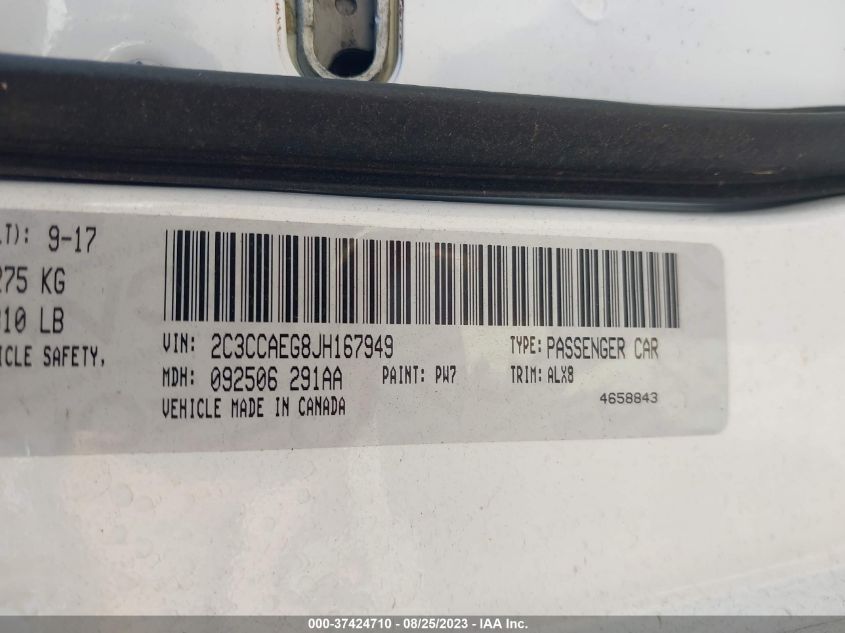 LT): 9-17
275 KG
10 LB
ICLE SAFETY,
VIN: 2C3CCAEG8JH167949 TYPE: PASSENGER CAR
MDH: 092506 291AA PAINT: PW7 TRIM: ALX8
VEHICLE MADE IN CANADA 4658843
000-37424710 - 08/25/2023 - IAA Inc.